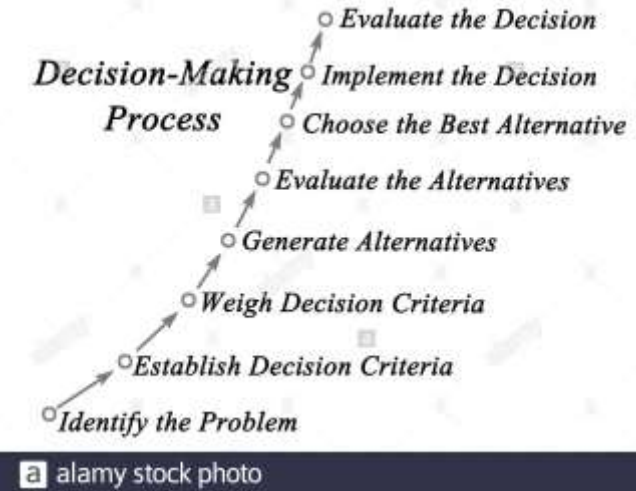 Evaluate the Decision
Decision-Making
Process
Implement the Decision
Choose the Best Alternative
Evaluate the Alternatives
Generate Alternatives
Weigh Decision Criteria
Establish Decision Criteria
Identify the Problem
a alamy stock photo